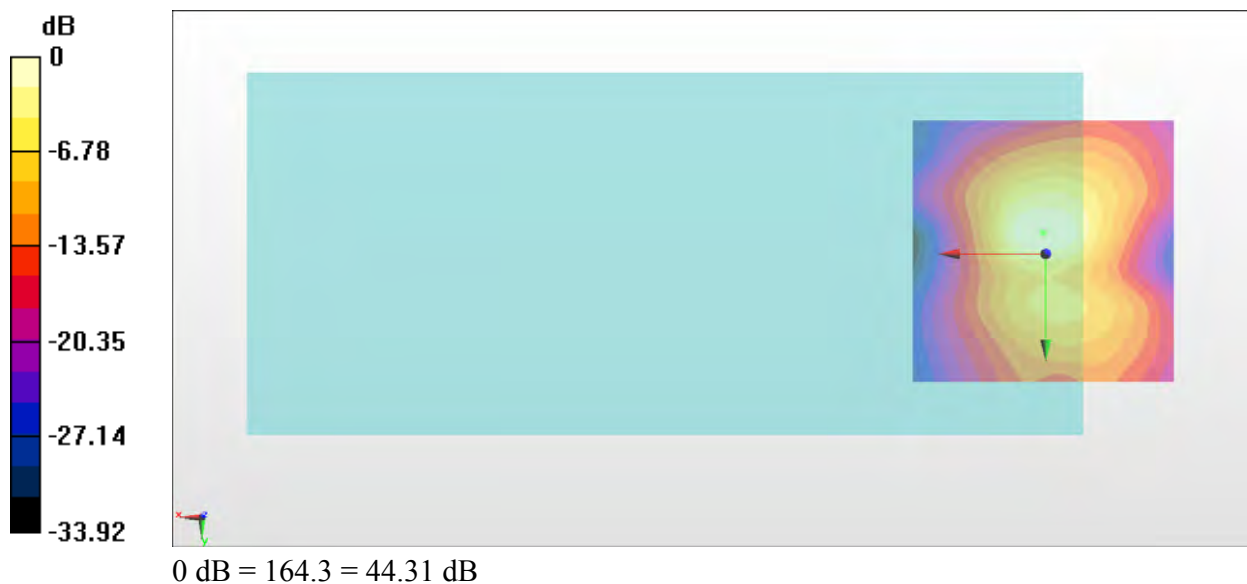 dB
0
-6.78
-13.57
-20.35
-27.14
-33.92
x
z
y
0 dB = 164.3 = 44.31 dB